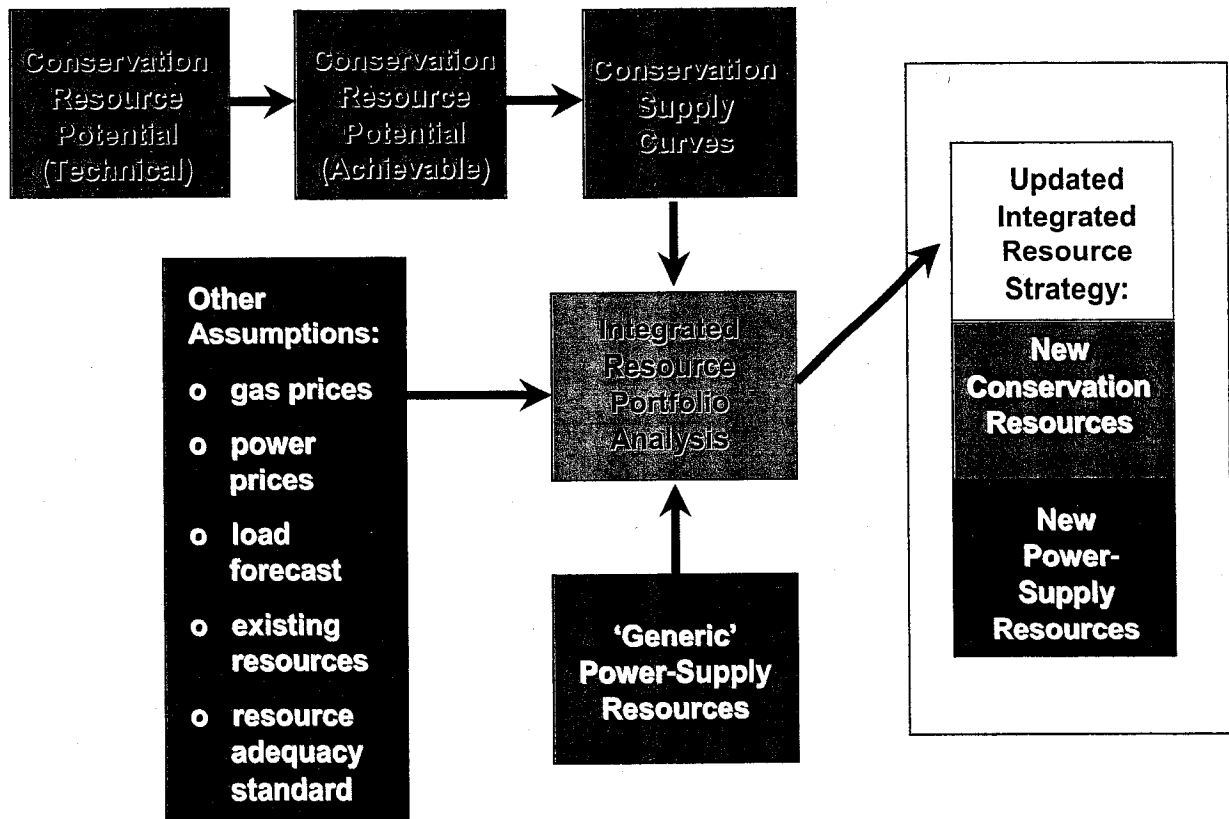 Conservation
Resource
Potential
(Technical)
Conservation
Resource
Potential
(Achievable)
Conservation
Supply
Curves
Other
Assumptions:
o gas prices
o power
prices
o load
forecast
o existing
resources
o resource
adequacy
standard
Integrated
Resource
Portfolio
Analysis
'Generic'
Power-Supply
Resources
Updated
Integrated
Resource
Strategy:
New
Conservation
Resources
New
Power-
Supply
Resources